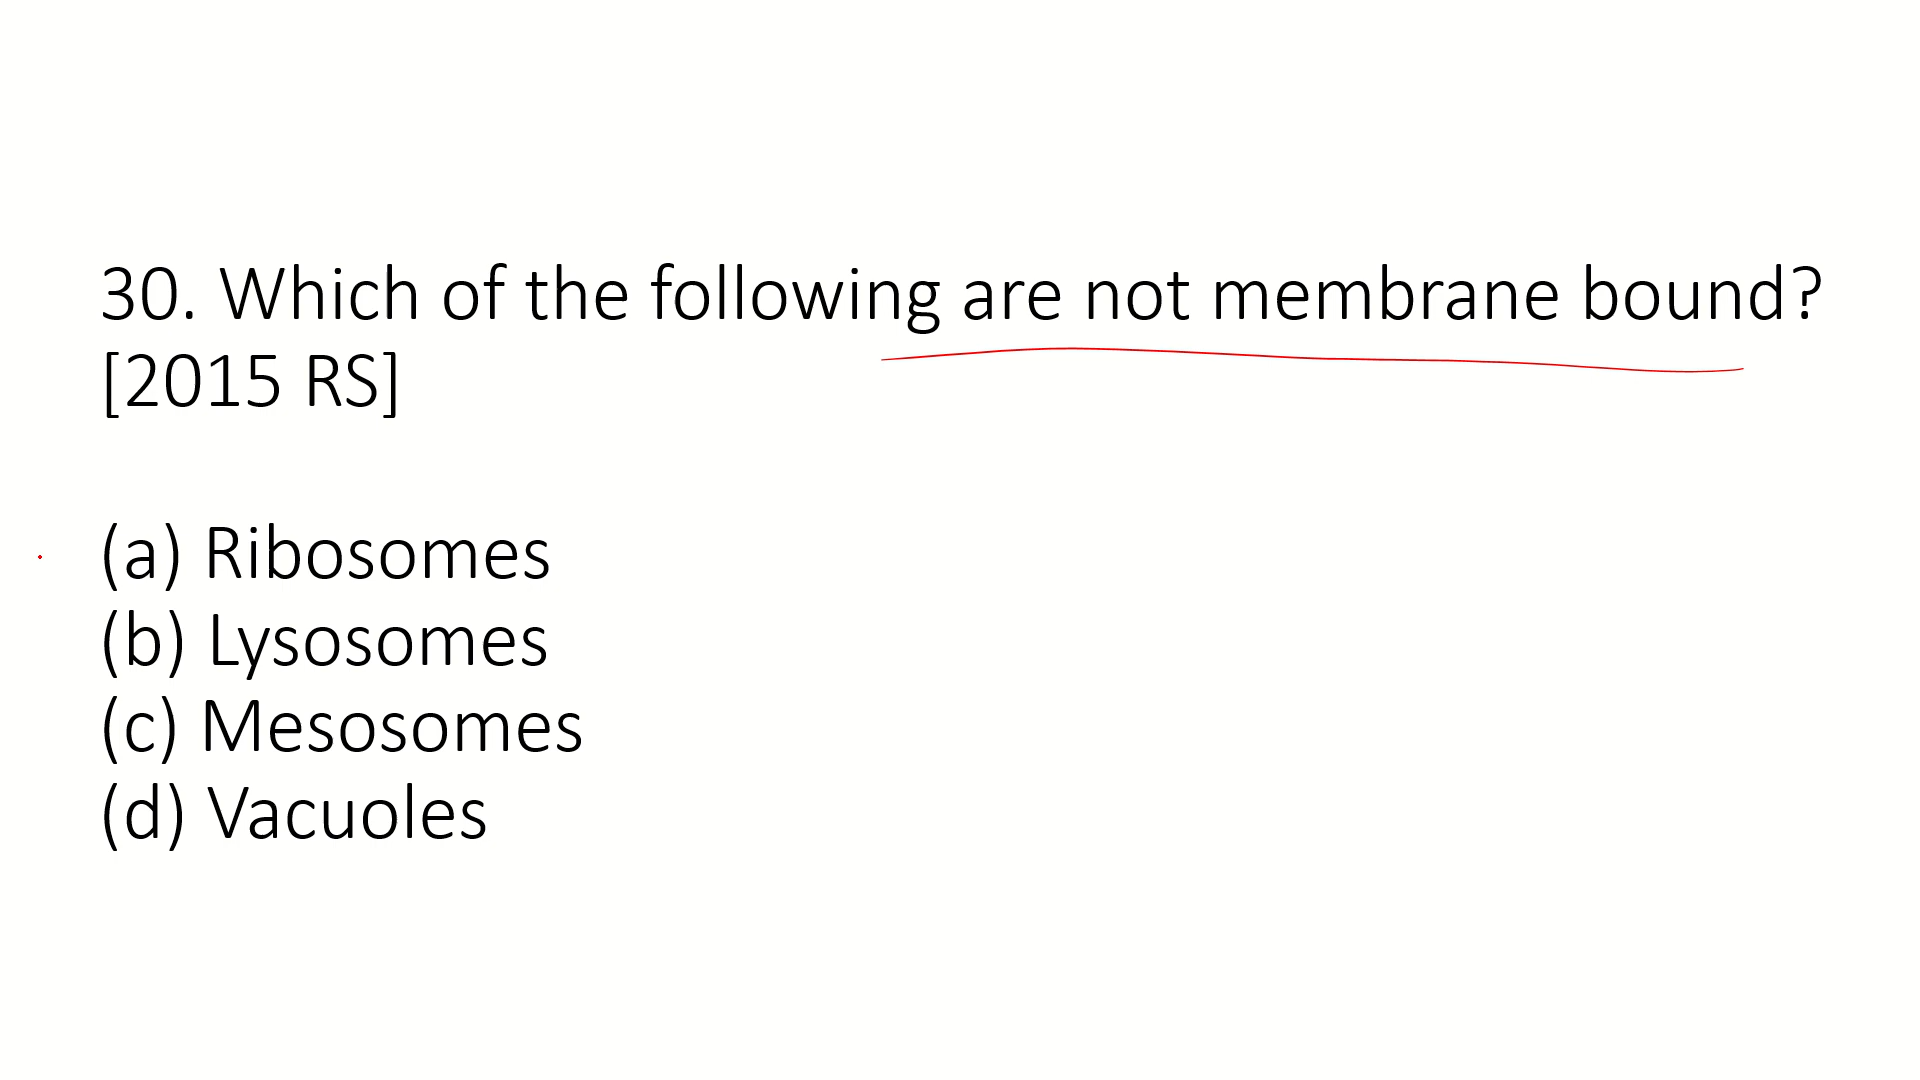 30. Which of the following are not membrane bound?
[2015 RS]
(a) Ribosomes
(b) Lysosomes
(c) Mesosomes
(d) Vacuoles